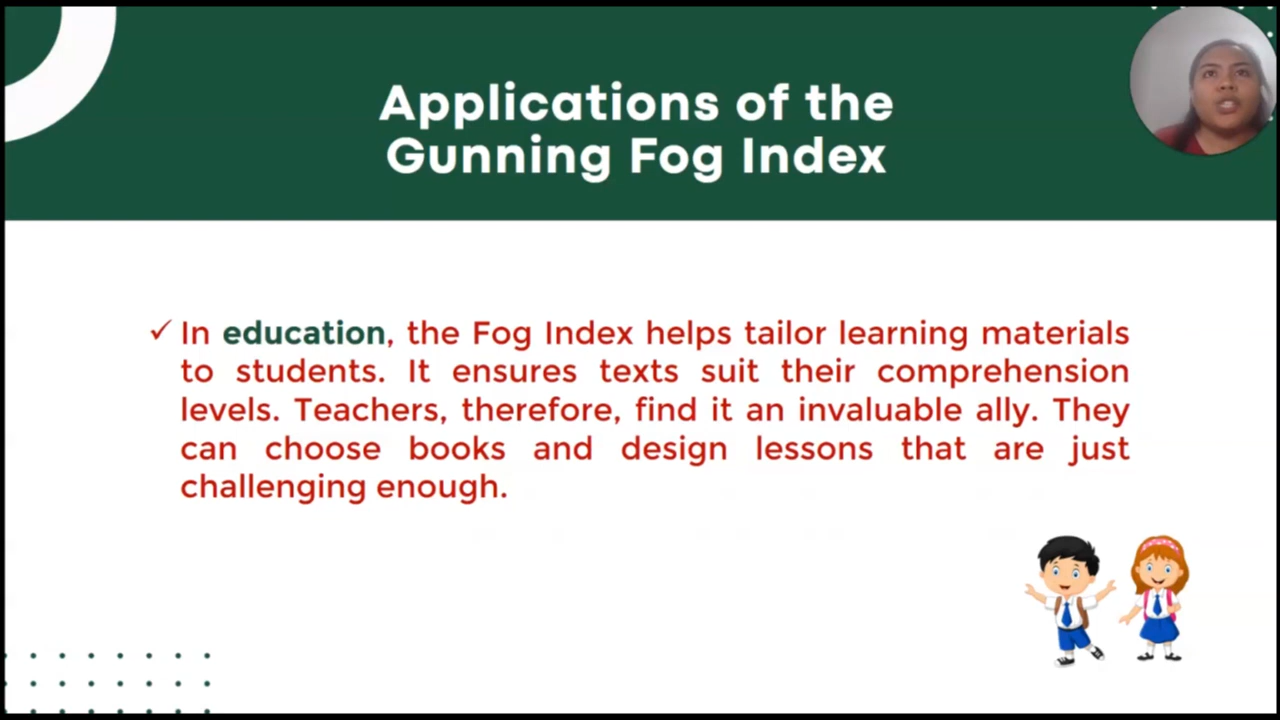 Applications of the
Gunning Fog Index
✓ In education, the Fog Index helps tailor learning materials
to students. It ensures texts suit their comprehension
levels. Teachers, therefore, find it an invaluable ally. They
can choose books and design lessons that are just
challenging enough.